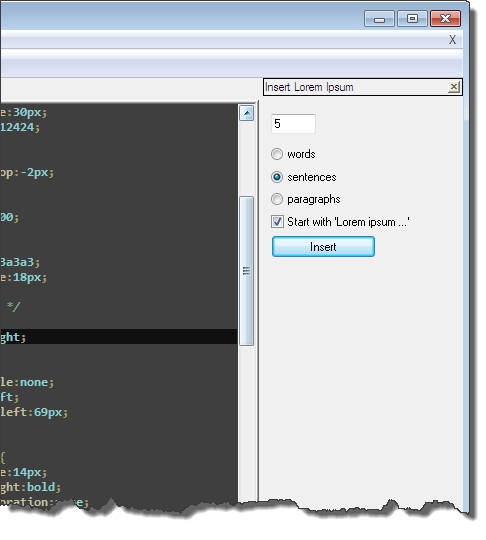 X
Insert Lorem Ipsum
e:30px;
12424;
op:-2px;
00;
3a3a3;
e:18px;
*/
ght;
le:none;
ft;
left:69px;
{
e:14px;
ght:bold;
oration:
5
words
sentences
paragraphs
Start with 'Lorem ipsum ...'
Insert